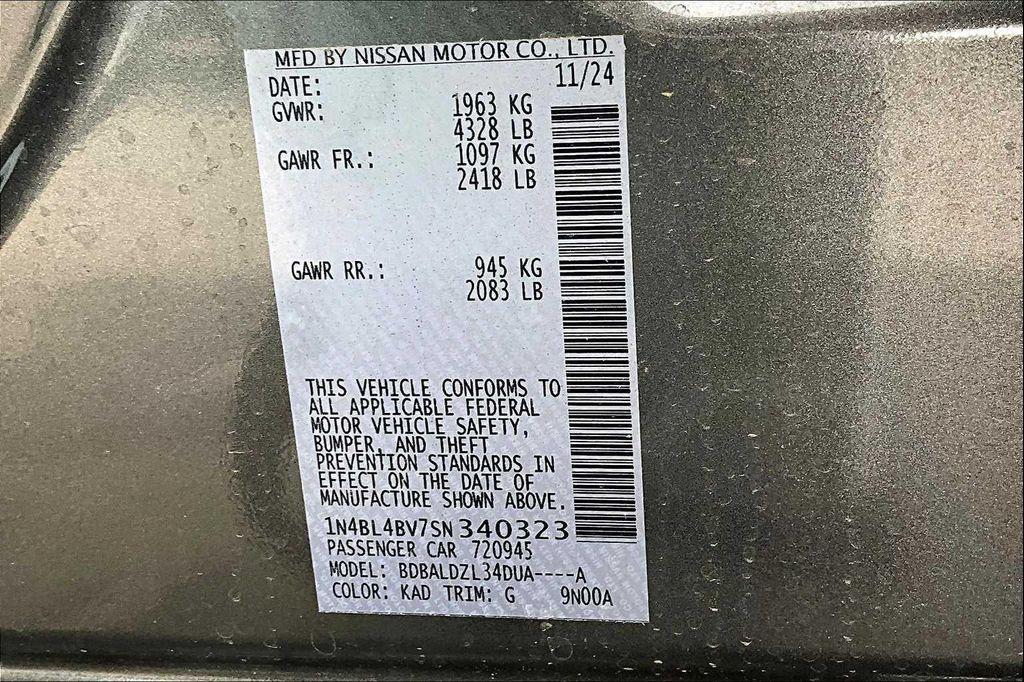 MFD BY NISSAN MOTOR CO., LTD.
DATE: 11/24
GVWR: 1963 KG
4328 LB
GAWR FR.: 1097 KG
2418 LB
GAWR RR.: 945 KG
2083 LB
THIS VEHICLE CONFORMS TO
ALL APPLICABLE FEDERAL
MOTOR VEHICLE SAFETY,
BUMPER, AND THEFT
PREVENTION STANDARDS IN
EFFECT ON THE DATE OF
MANUFACTURE SHOWN ABOVE.
1N4BL4BV7SN340323
PASSENGER CAR 720945
MODEL: BDBALDZL34DUA----A
COLOR: KAD TRIM: G 9N00A